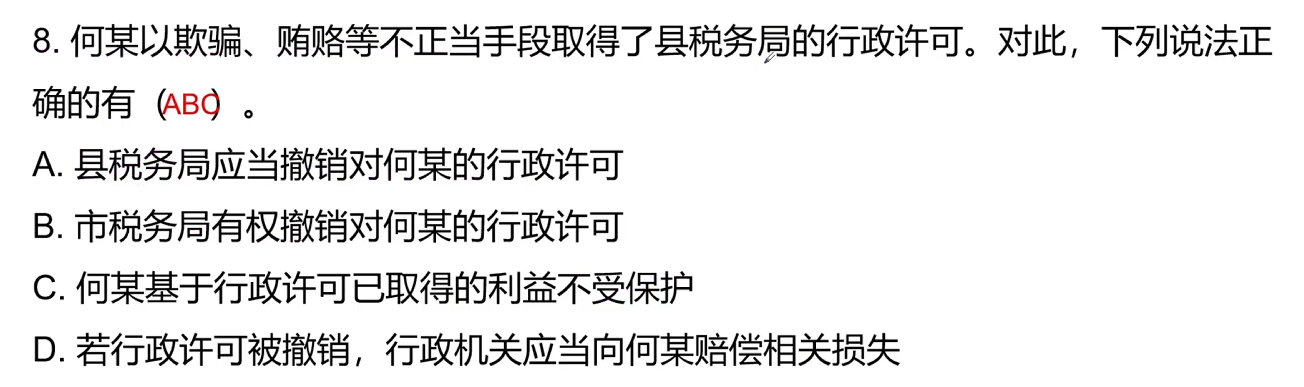 8. 何某以欺骗、贿赂等不正当手段取得了县税务局的行政许可。对此，下列说法正
确的有（ABC）。
A. 县税务局应当撤销对何某的行政许可
B. 市税务局有权撤销对何某的行政许可
C. 何某基于行政许可已取得的利益不受保护
D. 若行政许可被撤销，行政机关应当向何某赔偿相关损失